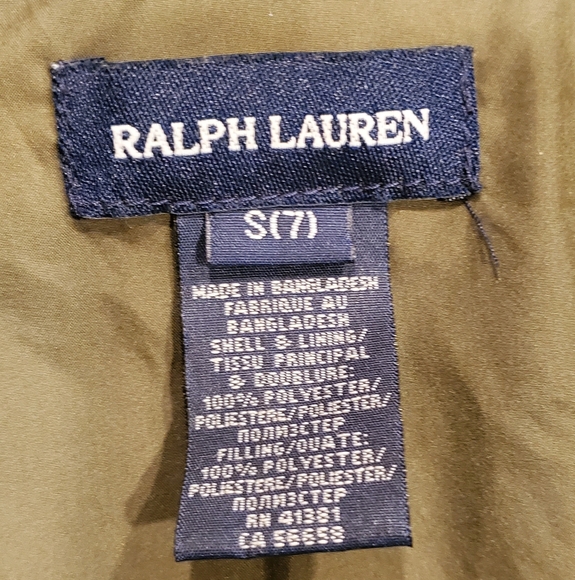 RALPH LAUREN
S(7)
MADE IN BANGLADESH
FABRIQUE AU
BANGLADESH
SHELL & LINING/
TISSU PRINCIPAL
& DOUBLURE:
100% POLYESTER/
POLIESTERE/POLIESTER/
ПОЛИЭСТЕР
FILLING/OUATE:
100% POLYESTER/
POLIESTERE/POLIESTER/
ПОЛИЭСТЕР
RN 41381
CA 56658